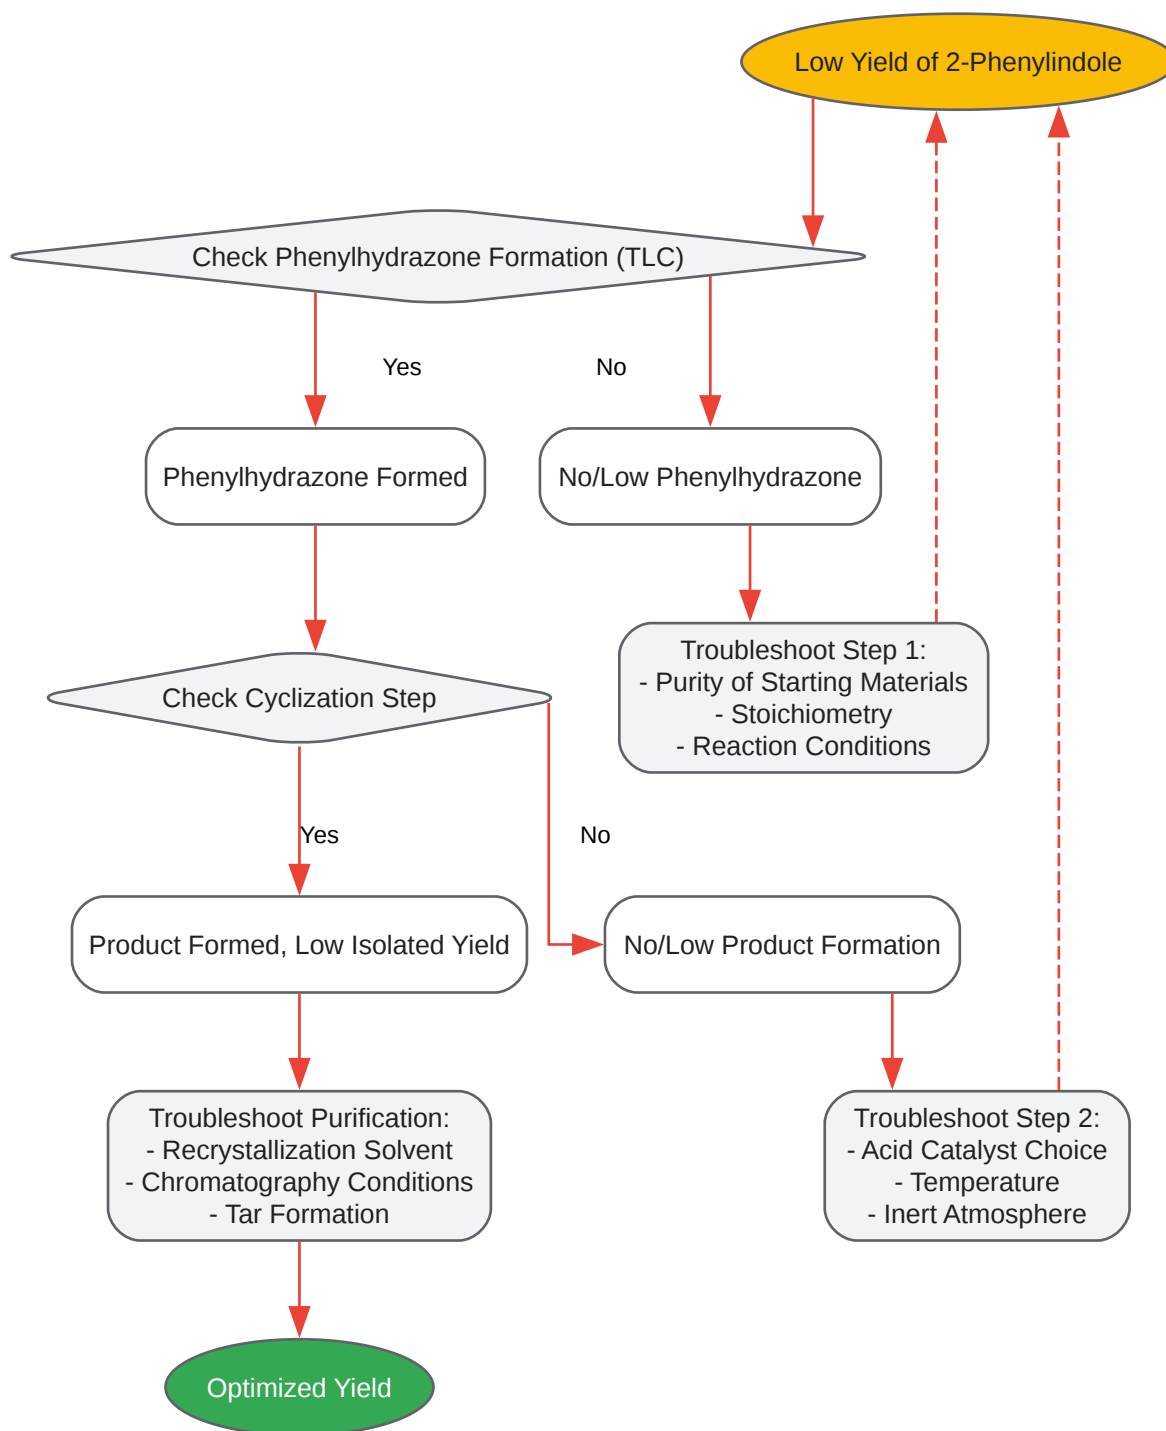 Low Yield of 2-Phenylindole
Check Phenylhydrazone Formation (TLC)
Yes
No
Phenylhydrazone Formed
No/Low Phenylhydrazone
Troubleshoot Step 1:
- Purity of Starting Materials
- Stoichiometry
- Reaction Conditions
Check Cyclization Step
Yes
No
Product Formed, Low Isolated Yield
No/Low Product Formation
Troubleshoot Purification:
- Recrystallization Solvent
- Chromatography Conditions
- Tar Formation
Troubleshoot Step 2:
- Acid Catalyst Choice
- Temperature
- Inert Atmosphere
Optimized Yield